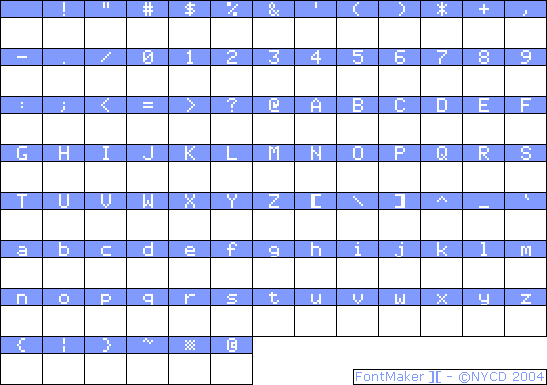 ! " # $ % & ' ( ) * + ,
- . / 0 1 2 3 4 5 6 7 8 9
: ; < = > ? @ A B C D E F
G H I J K L M N O P Q R S
T U V W X Y Z [ \ ] ^ _ `
a b c d e f g h i j k l m
n o p q r s t u v w x y z
{ ¦ } ~ ▒ @
FontMaker ][ - ©NYCD 2004